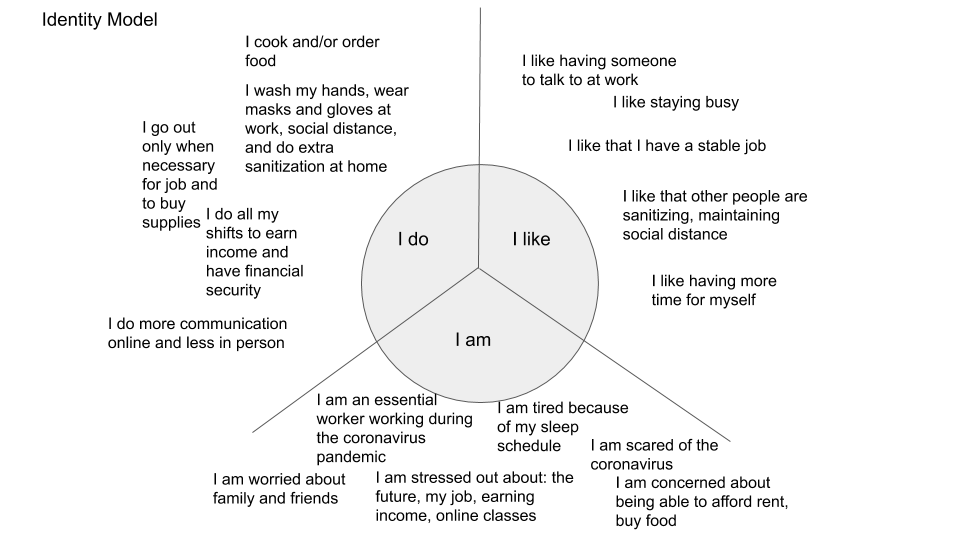 Identity Model
I cook and/or order
food
I wash my hands, wear
masks and gloves at
work, social distance,
and do extra
sanitization at home
I go out
only when
necessary
for job and
to buy
supplies
I do all my
shifts to earn
income and
have financial
security
I do more communication
online and less in person
I like having someone
to talk to at work
I like staying busy
I like that I have a stable job
I like that other people are
sanitizing, maintaining
social distance
I like having more
time for myself
I do
I like
I am
I am an essential
worker working during
the coronavirus
pandemic
I am tired because
of my sleep
schedule
I am scared of the
coronavirus
I am worried about
family and friends
I am stressed out about: the
future, my job, earning
income, online classes
I am concerned about
being able to afford rent,
buy food